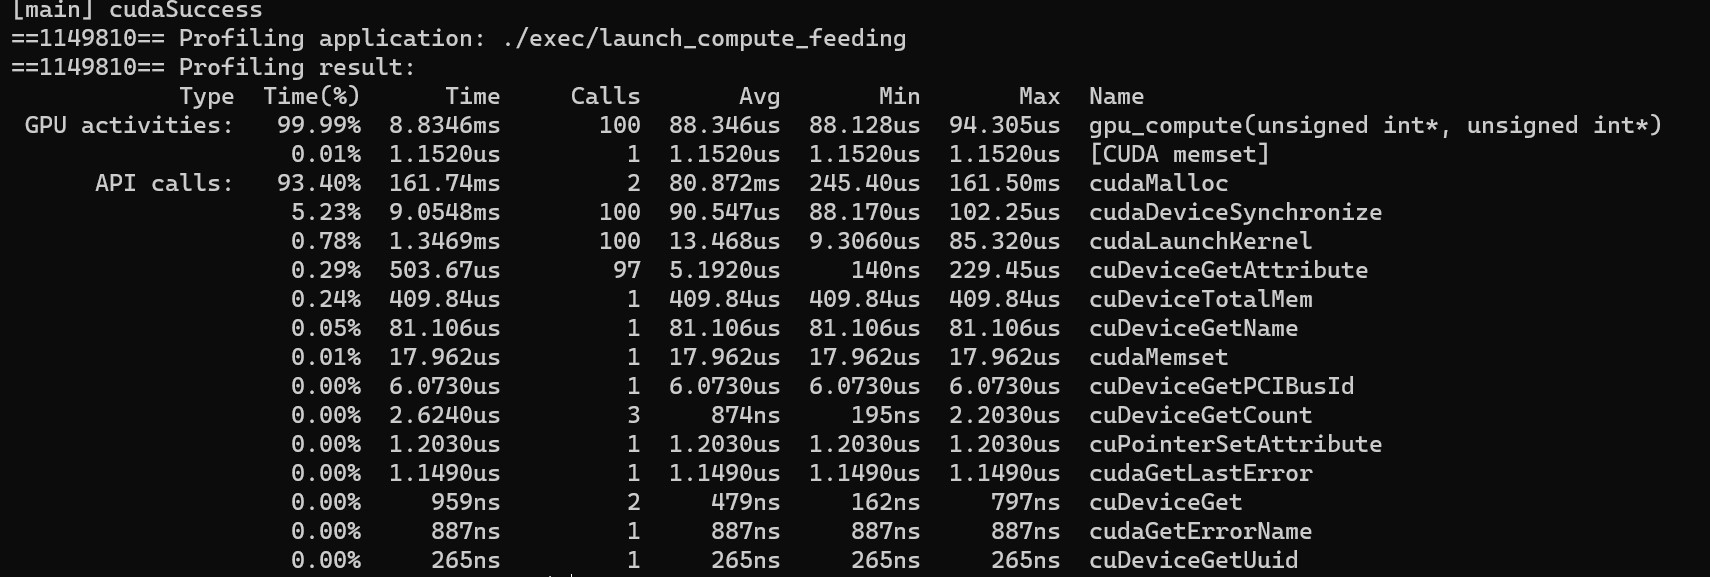 [main] cudaSuccess
==1149810== Profiling application: ./exec/launch_compute_feeding
==1149810== Profiling result:
Type Time(%) Time Calls Avg Min Max Name
GPU activities: 99.99% 8.8346ms 100 88.346us 88.128us 94.305us gpu_compute(unsigned int*, unsigned int*)
0.01% 1.1520us 1 1.1520us 1.1520us 1.1520us [CUDA memset]
API calls: 93.40% 161.74ms 2 80.872ms 245.40us 161.50ms cudaMalloc
5.23% 9.0548ms 100 90.547us 88.170us 102.25us cudaDeviceSynchronize
0.78% 1.3469ms 100 13.468us 9.3060us 85.320us cudaLaunchKernel
0.29% 503.67us 97 5.1920us 140ns 229.45us cuDeviceGetAttribute
0.24% 409.84us 1 409.84us 409.84us 409.84us cuDeviceTotalMem
0.05% 81.106us 1 81.106us 81.106us 81.106us cuDeviceGetName
0.01% 17.962us 1 17.962us 17.962us 17.962us cudaMemset
0.00% 6.0730us 1 6.0730us 6.0730us 6.0730us cuDeviceGetPCIBusId
0.00% 2.6240us 3 874ns 195ns 2.2030us cuDeviceGetCount
0.00% 1.2030us 1 1.2030us 1.2030us 1.2030us cuPointerSetAttribute
0.00% 1.1490us 1 1.1490us 1.1490us 1.1490us cudaGetLastError
0.00% 959ns 2 479ns 162ns 797ns cuDeviceGet
0.00% 887ns 1 887ns 887ns 887ns cudaGetErrorName
0.00% 265ns 1 265ns 265ns 265ns cuDeviceGetUuid